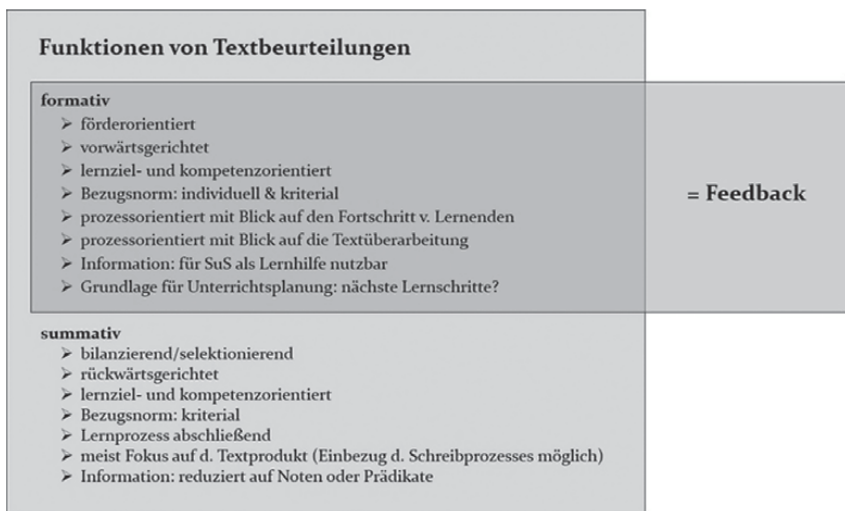 Funktionen von Textbeurteilungen
formativ
➢ förderorientiert
➢ vorwärtsgerichtet
➢ lernziel- und kompetenzorientiert
➢ Bezugsnorm: individuell & kriterial
➢ prozessorientiert mit Blick auf den Fortschritt v. Lernenden
➢ prozessorientiert mit Blick auf die Textüberarbeitung
➢ Information: für SuS als Lernhilfe nutzbar
➢ Grundlage für Unterrichtsplanung: nächste Lernschritte?
= Feedback
summativ
➢ bilanzierend/selektionierend
➢ rückwärtsgerichtet
➢ lernziel- und kompetenzorientiert
➢ Bezugsnorm: kriterial
➢ Lernprozess abschließend
➢ meist Fokus auf d. Textprodukt (Einbezug d. Schreibprozesses möglich)
➢ Information: reduziert auf Noten oder Prädikate